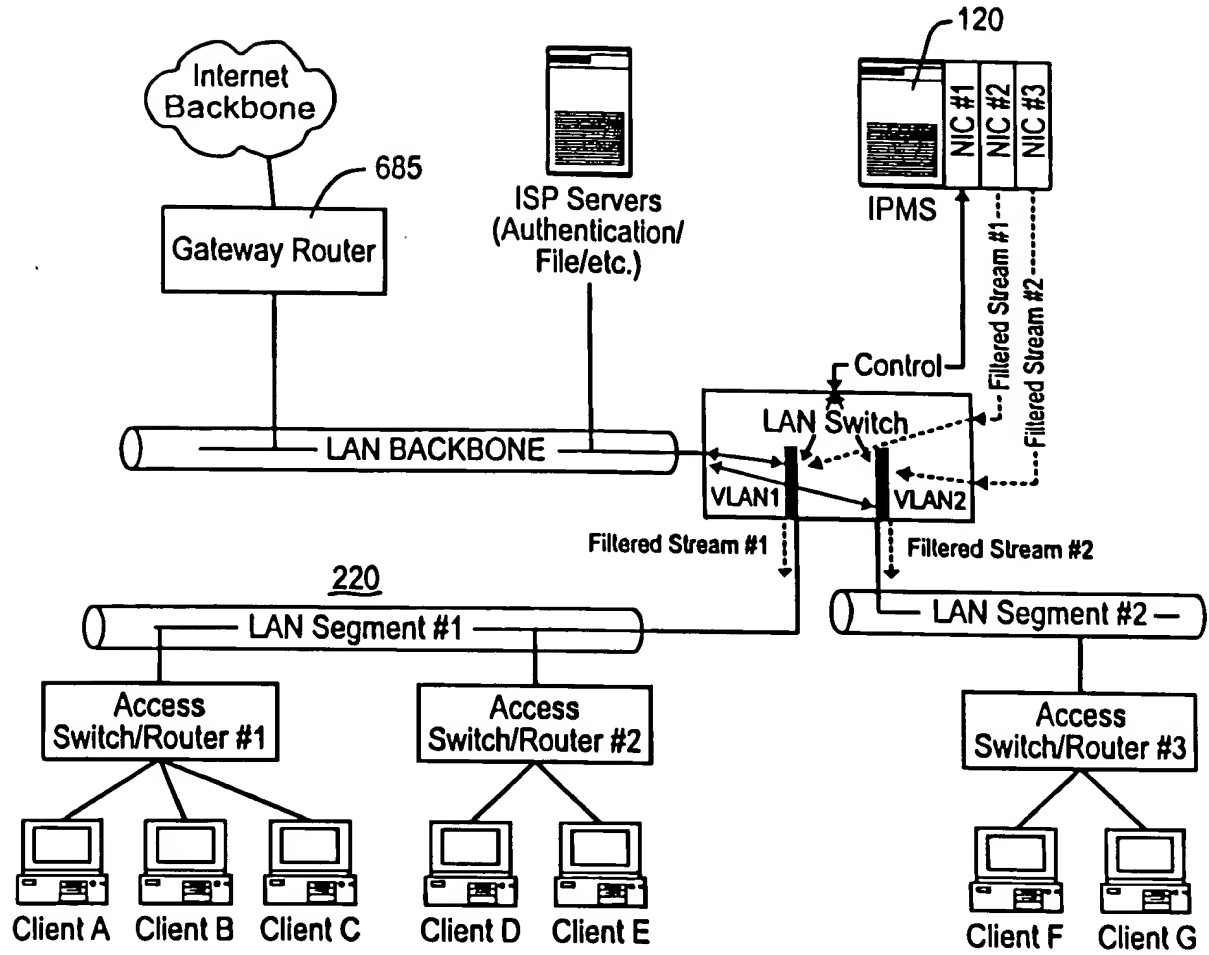 120
Internet
Backbone
NIC #1
NIC #2
NIC #3
685
ISP Servers
(Authentication/
File/etc.)
IPMS
Gateway Router
Filtered Stream #1
Filtered Stream #2
Control
LAN Switch
LAN BACKBONE
VLAN1
VLAN2
Filtered Stream #1
Filtered Stream #2
220
LAN Segment #1
LAN Segment #2
Access
Switch/Router #1
Access
Switch/Router #2
Access
Switch/Router #3
Client A
Client B
Client C
Client D
Client E
Client F
Client G